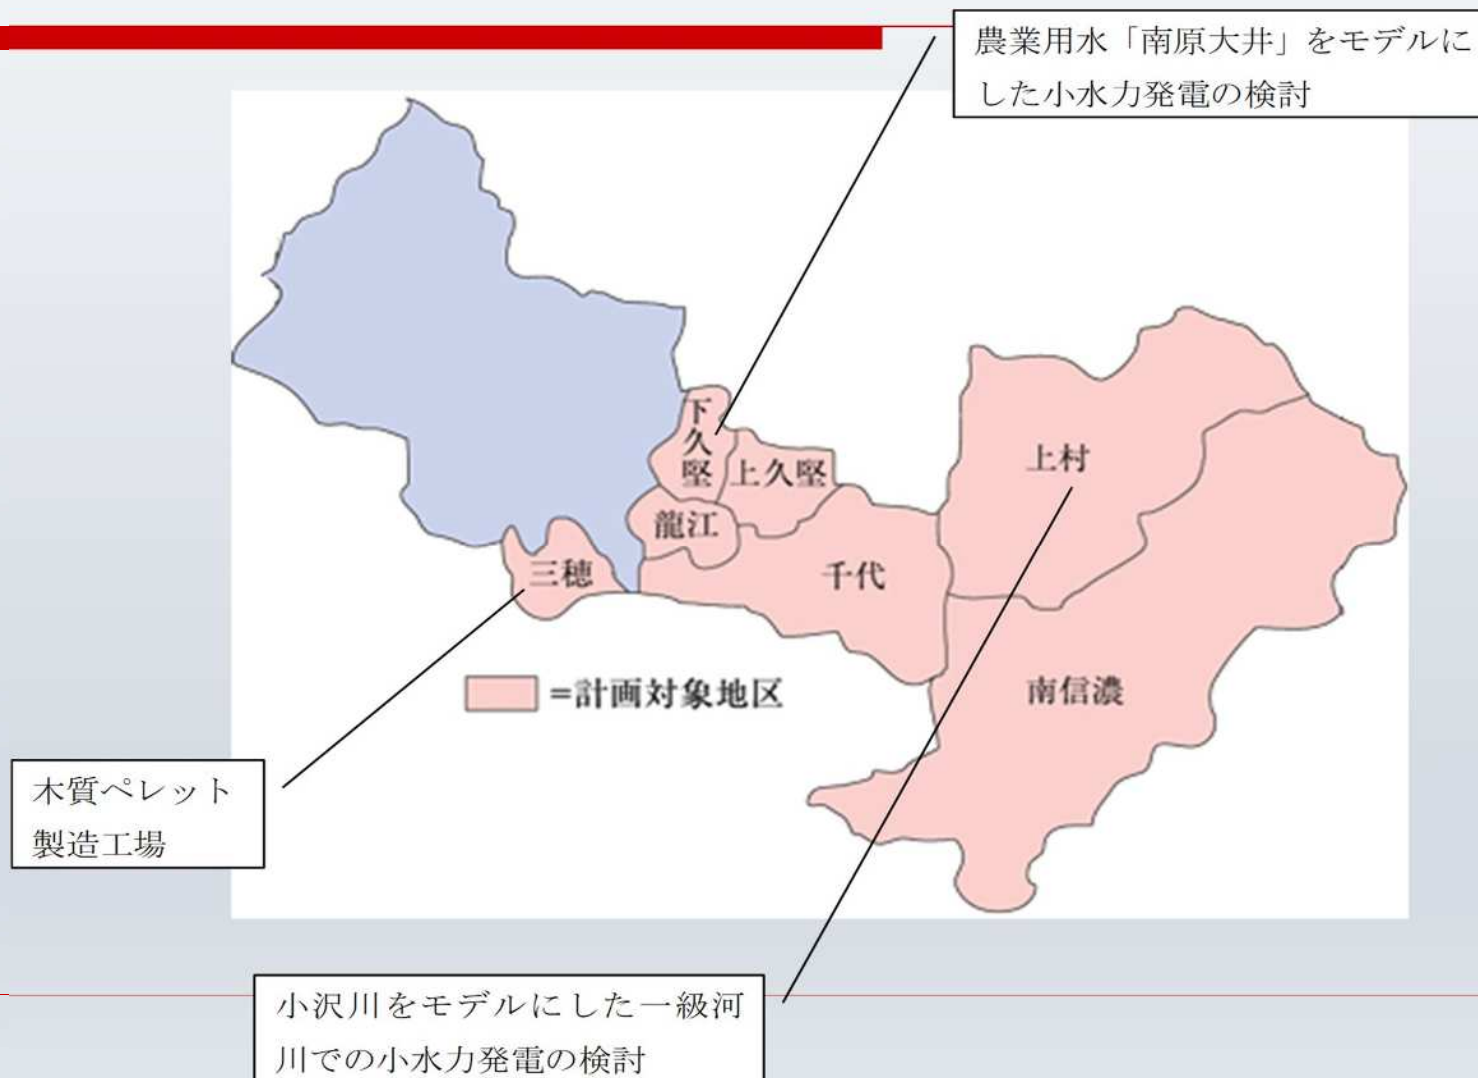 農業用水「南原大井」をモデルに
した小水力発電の検討
下久堅
上久堅
上村
龍江
三穂
千代
=計画対象地区
南信濃
木質ペレット
製造工場
小沢川をモデルにした一級河
川での小水力発電の検討